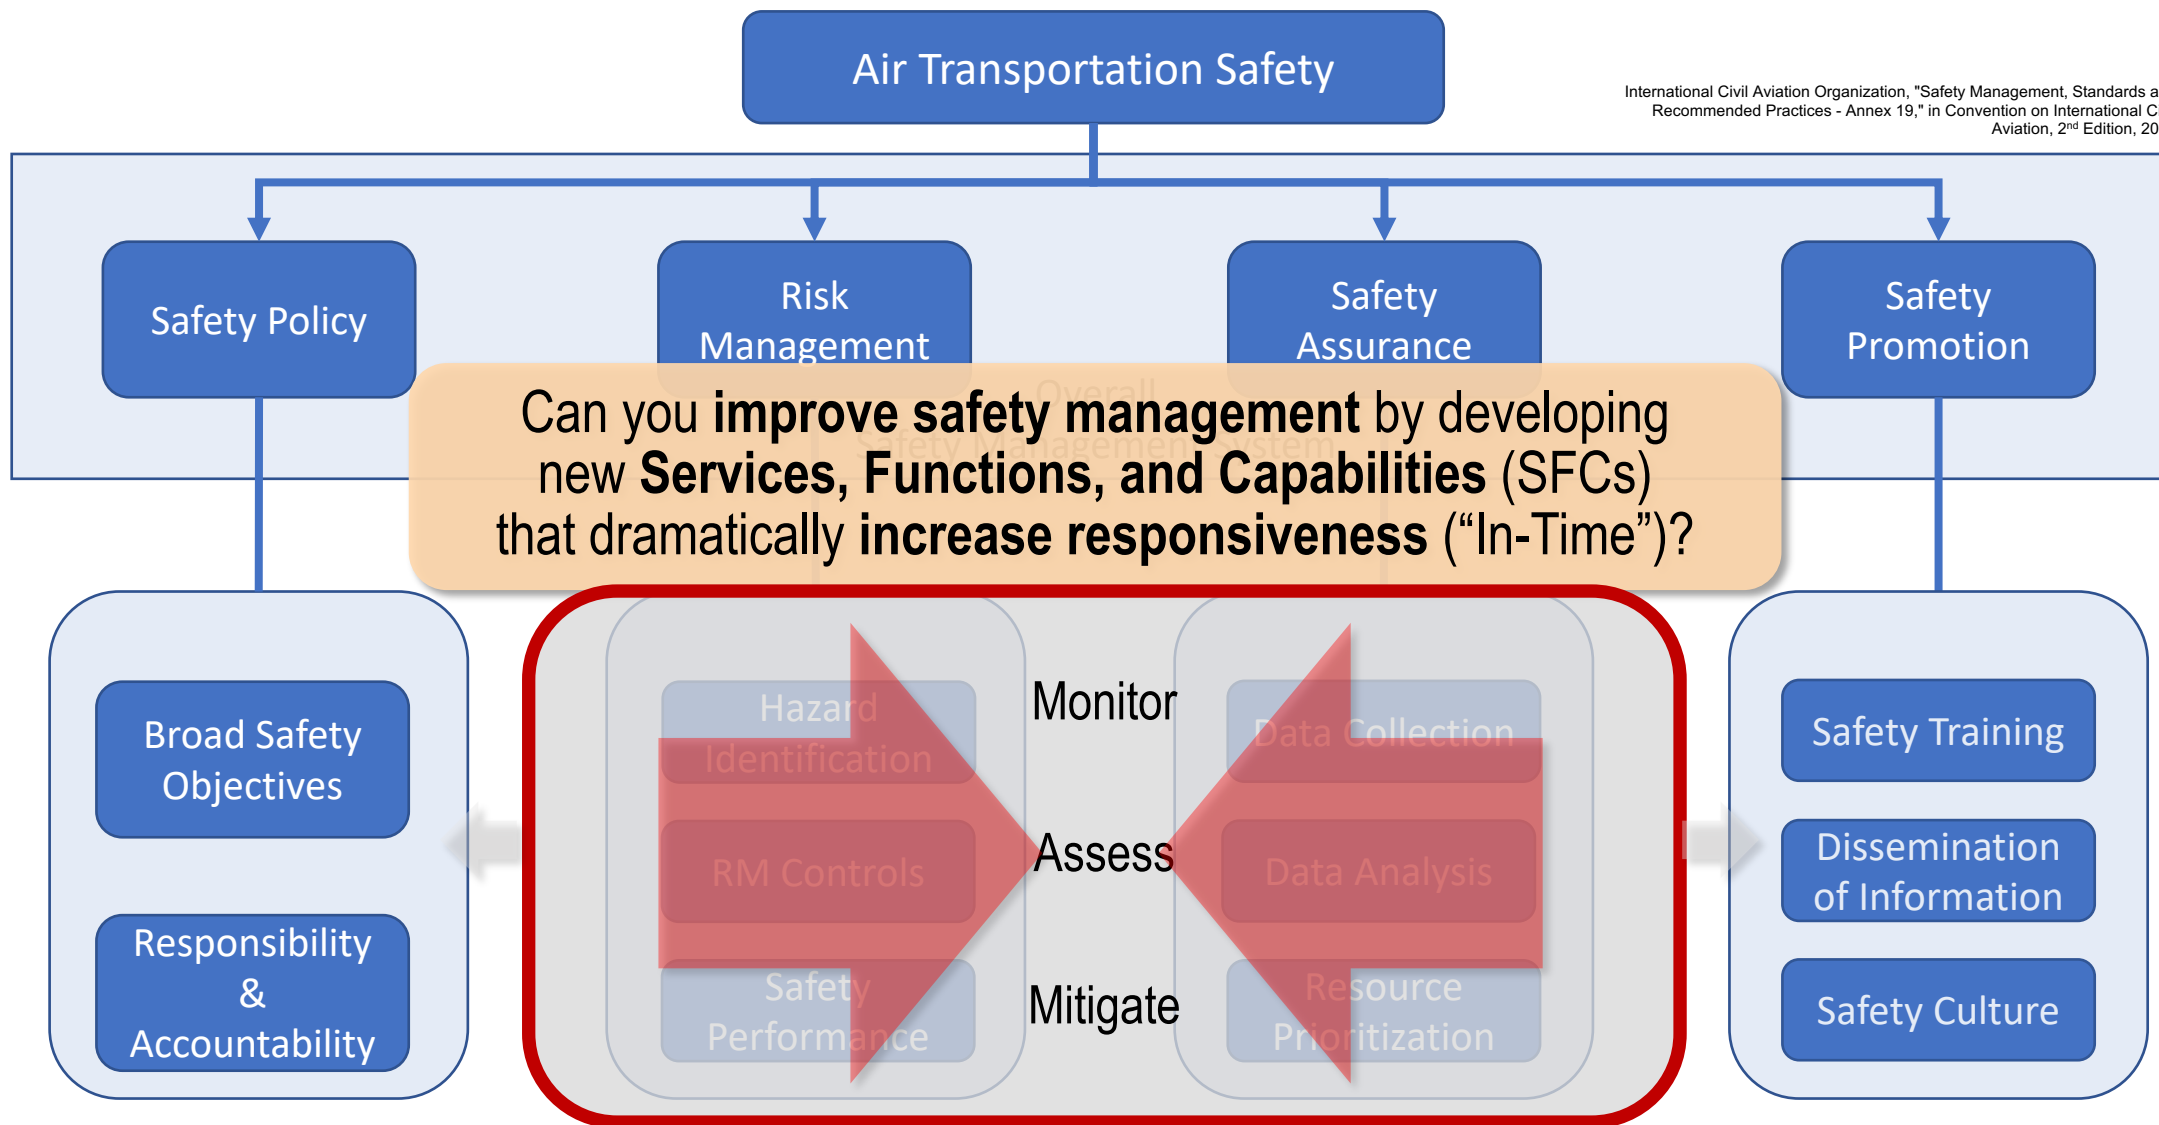 Air Transportation Safety
International Civil Aviation Organization, "Safety Management, Standards a
Recommended Practices - Annex 19," in Convention on International Ci
Aviation, 2nd Edition, 20
Safety Policy
Risk
Management
Safety
Assurance
Safety
Promotion
Overall
Safety Management System
Can you improve safety management by developing
new Services, Functions, and Capabilities (SFCs)
that dramatically increase responsiveness (“In-Time”)?
Broad Safety
Objectives
Responsibility
&
Accountability
Hazard
Identification
RM Controls
Safety
Performance
Monitor
Assess
Mitigate
Data Collection
Data Analysis
Resource
Prioritization
Safety Training
Dissemination
of Information
Safety Culture